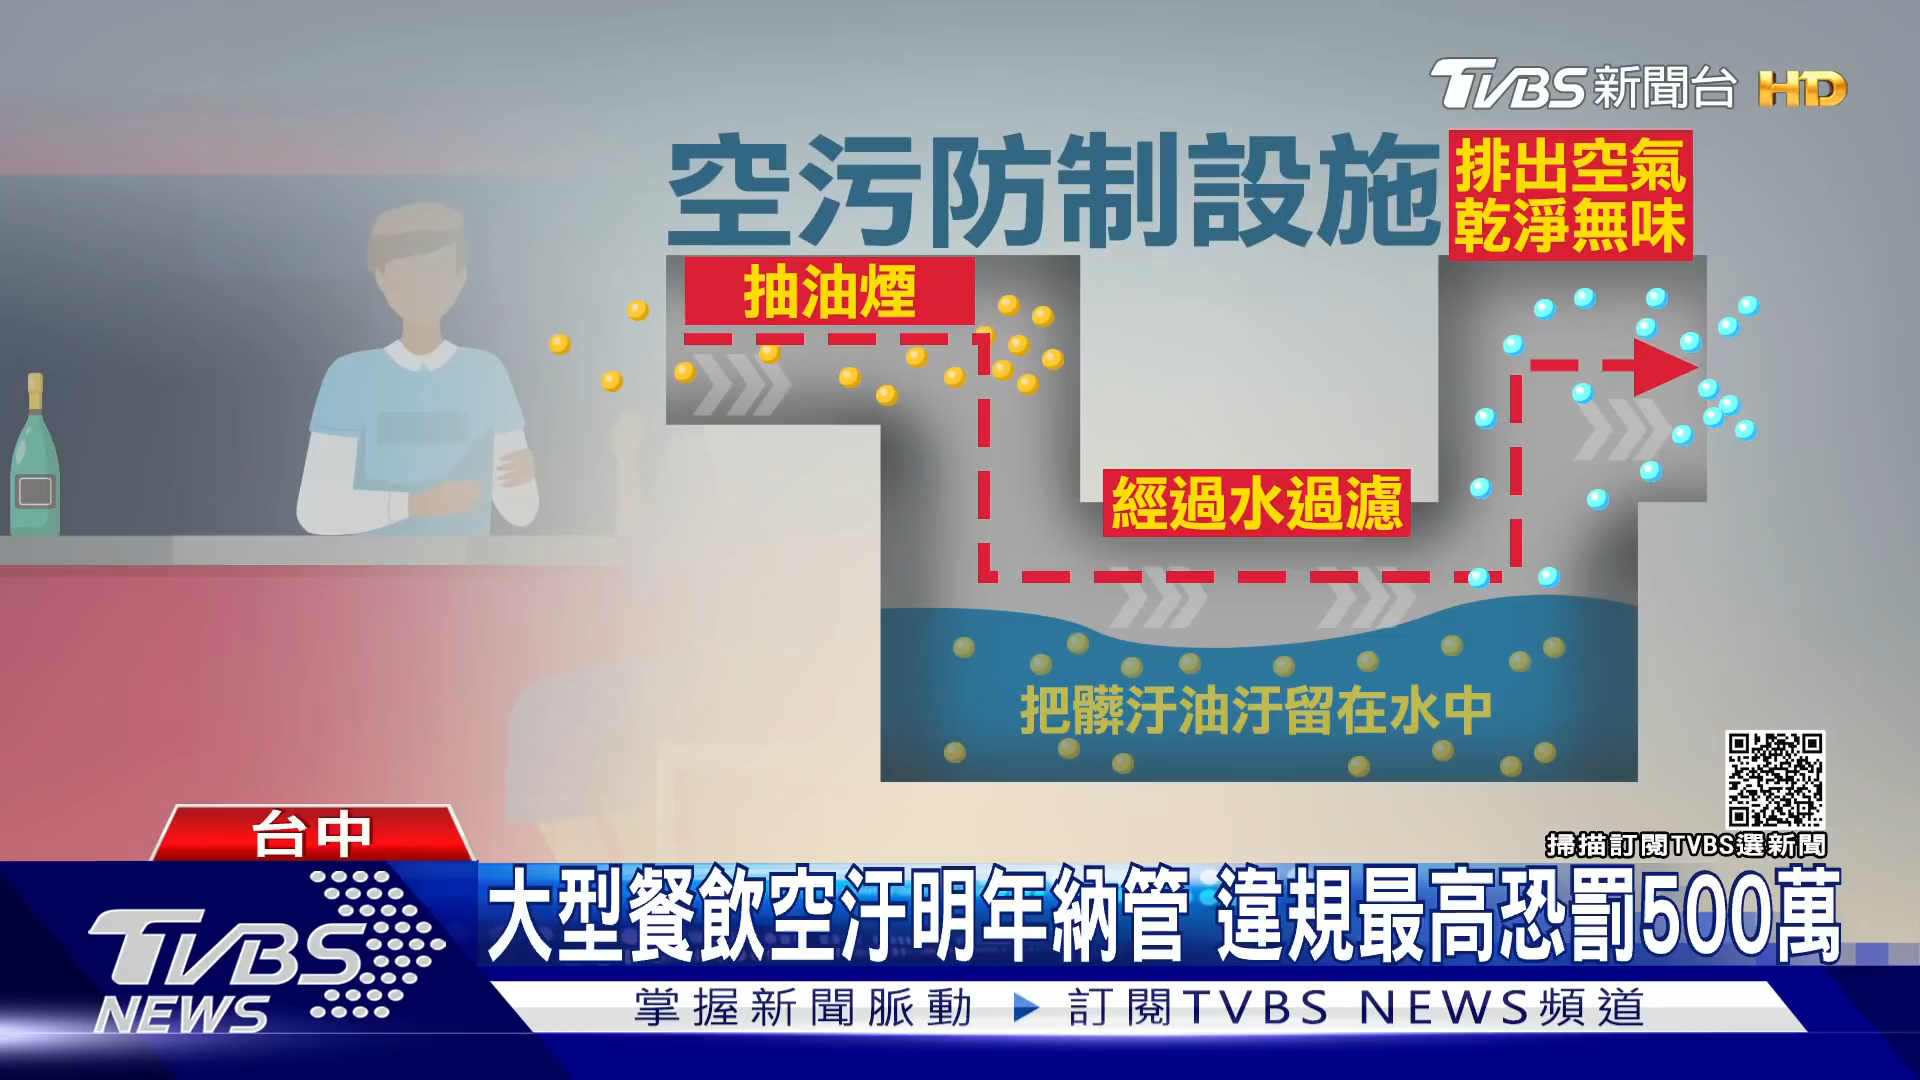 TVBS新聞台 HD
空污防制設施
排出空氣
乾淨無味
抽油煙
經過水過濾
把髒汙油汙留在水中
掃描訂閱TVBS選新聞
台中
大型餐飲空汙明年納管 違規最高恐罰500萬
TVBS
NEWS
掌握新聞脈動 ▶ 訂閱TVBS NEWS頻道